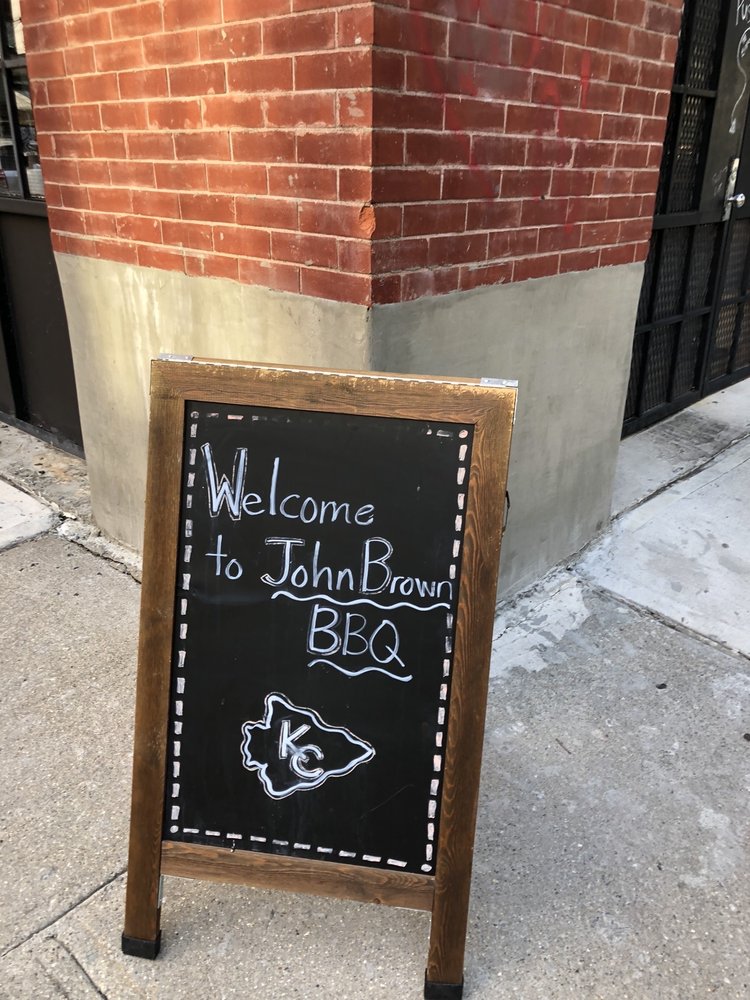 Welcome
to John Brown
BBQ
KC